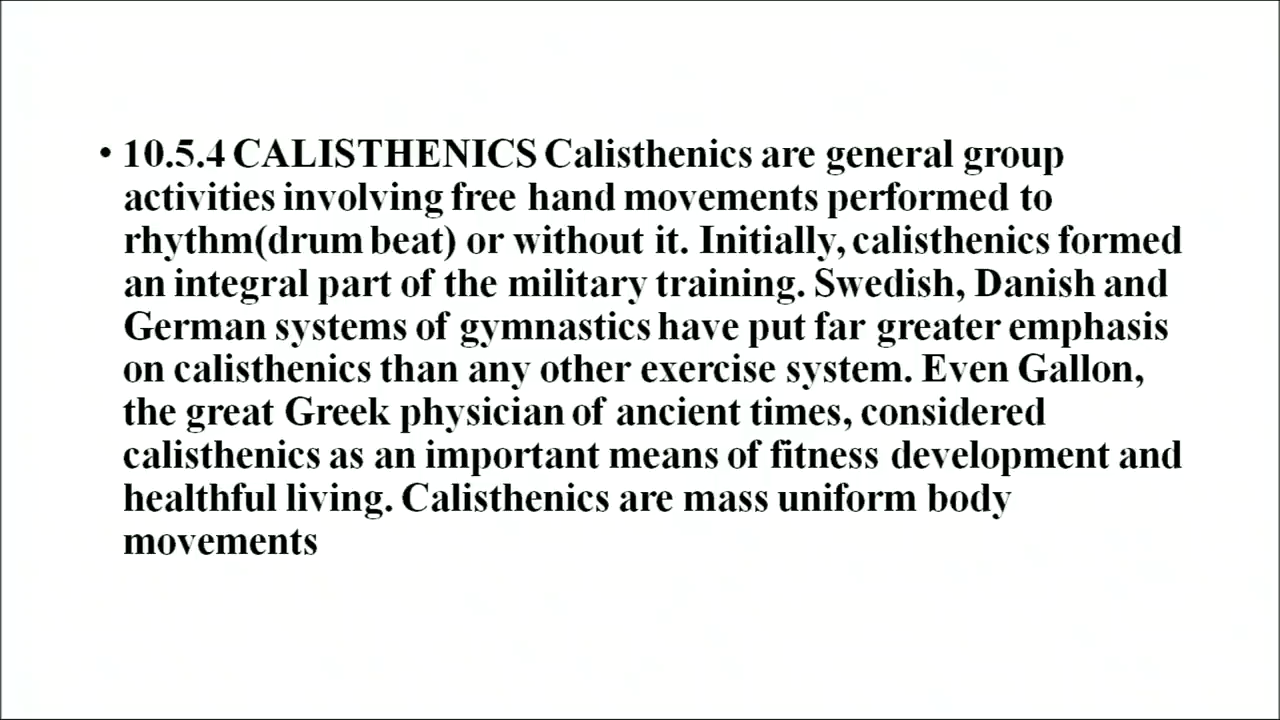 • 10.5.4 CALISTHENICS Calisthenics are general group
activities involving free hand movements performed to
rhythm(drum beat) or without it. Initially, calisthenics formed
an integral part of the military training. Swedish, Danish and
German systems of gymnastics have put far greater emphasis
on calisthenics than any other exercise system. Even Gallon,
the great Greek physician of ancient times, considered
calisthenics as an important means of fitness development and
healthful living. Calisthenics are mass uniform body
movements